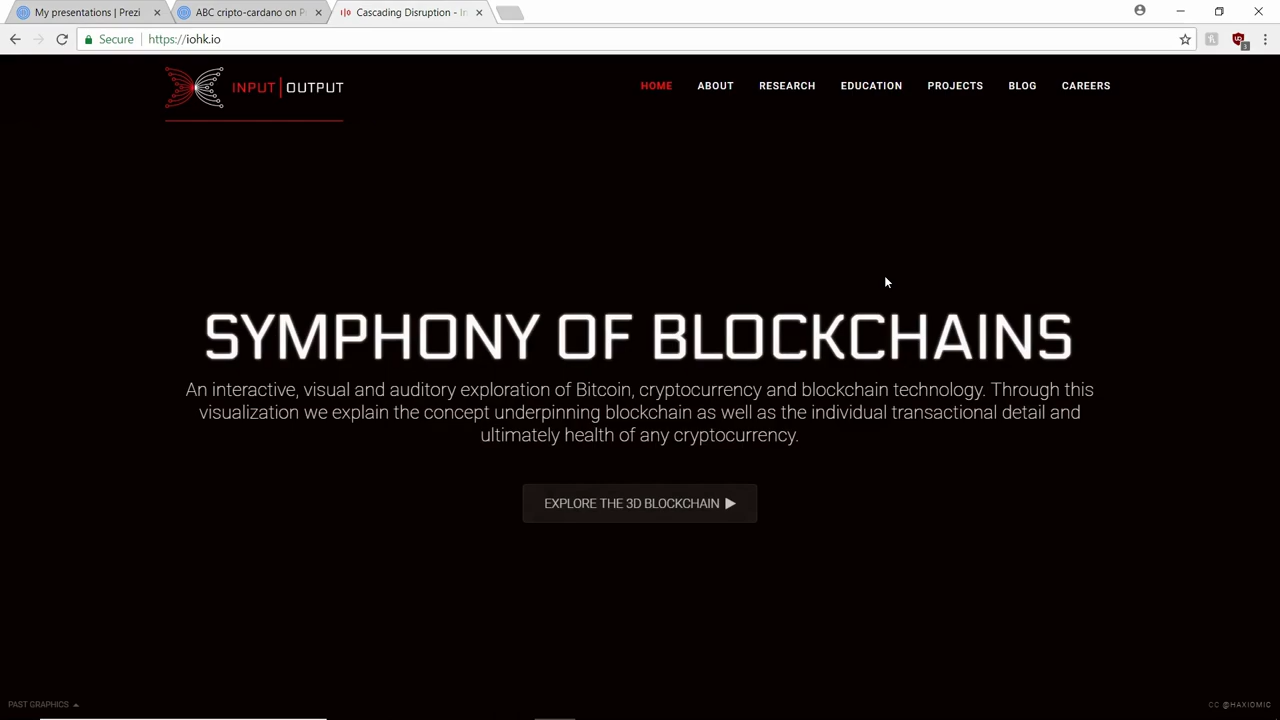 My presentations | Prezi
ABC cripto-cardano on P
Cascading Disruption - In
Secure
https://iohk.io
3
INPUT OUTPUT
HOME
ABOUT
RESEARCH
EDUCATION
PROJECTS
BLOG
CAREERS
SYMPHONY OF BLOCKCHAINS
An interactive, visual and auditory exploration of Bitcoin, cryptocurrency and blockchain technology. Through this
visualization we explain the concept underpinning blockchain as well as the individual transactional detail and
ultimately health of any cryptocurrency.
EXPLORE THE 3D BLOCKCHAIN
PAST GRAPHICS
CC @HAXIOMIC